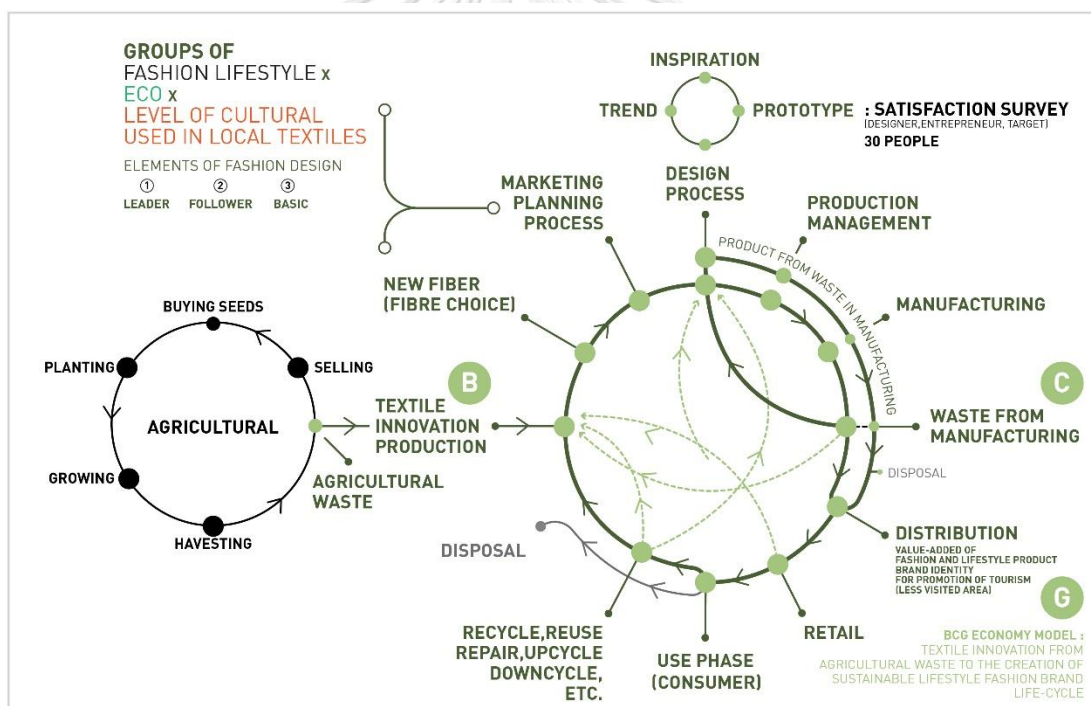 GROUPS OF
FASHION LIFESTYLE x
ECO x
LEVEL OF CULTURAL
USED IN LOCAL TEXTILES
ELEMENTS OF FASHION DESIGN
① ② ③
LEADER FOLLOWER BASIC
INSPIRATION
TREND
PROTOTYPE
: SATISFACTION SURVEY
(DESIGNER,ENTREPRENEUR, TARGET)
30 PEOPLE
DESIGN
PROCESS
MARKETING
PLANNING
PROCESS
PRODUCTION
MANAGEMENT
PRODUCT FROM WASTE IN MANUFACTURING
NEW FIBER
(FIBRE CHOICE)
MANUFACTURING
BUYING SEEDS
PLANTING
SELLING
AGRICULTURAL
GROWING
HAVESTING
B
TEXTILE
INNOVATION
PRODUCTION
AGRICULTURAL
WASTE
C
WASTE FROM
MANUFACTURING
DISPOSAL
DISPOSAL
DISTRIBUTION
VALUE-ADDED OF
FASHION AND LIFESTYLE PRODUCT
BRAND IDENTITY
FOR PROMOTION OF TOURISM
(LESS VISITED AREA)
G
RECYCLE,REUSE
REPAIR,UPCYCLE
DOWNCYCLE,
ETC.
USE PHASE
(CONSUMER)
RETAIL
BCG ECONOMY MODEL :
TEXTILE INNOVATION FROM
AGRICULTURAL WASTE TO THE CREATION OF
SUSTAINABLE LIFESTYLE FASHION BRAND
LIFE-CYCLE